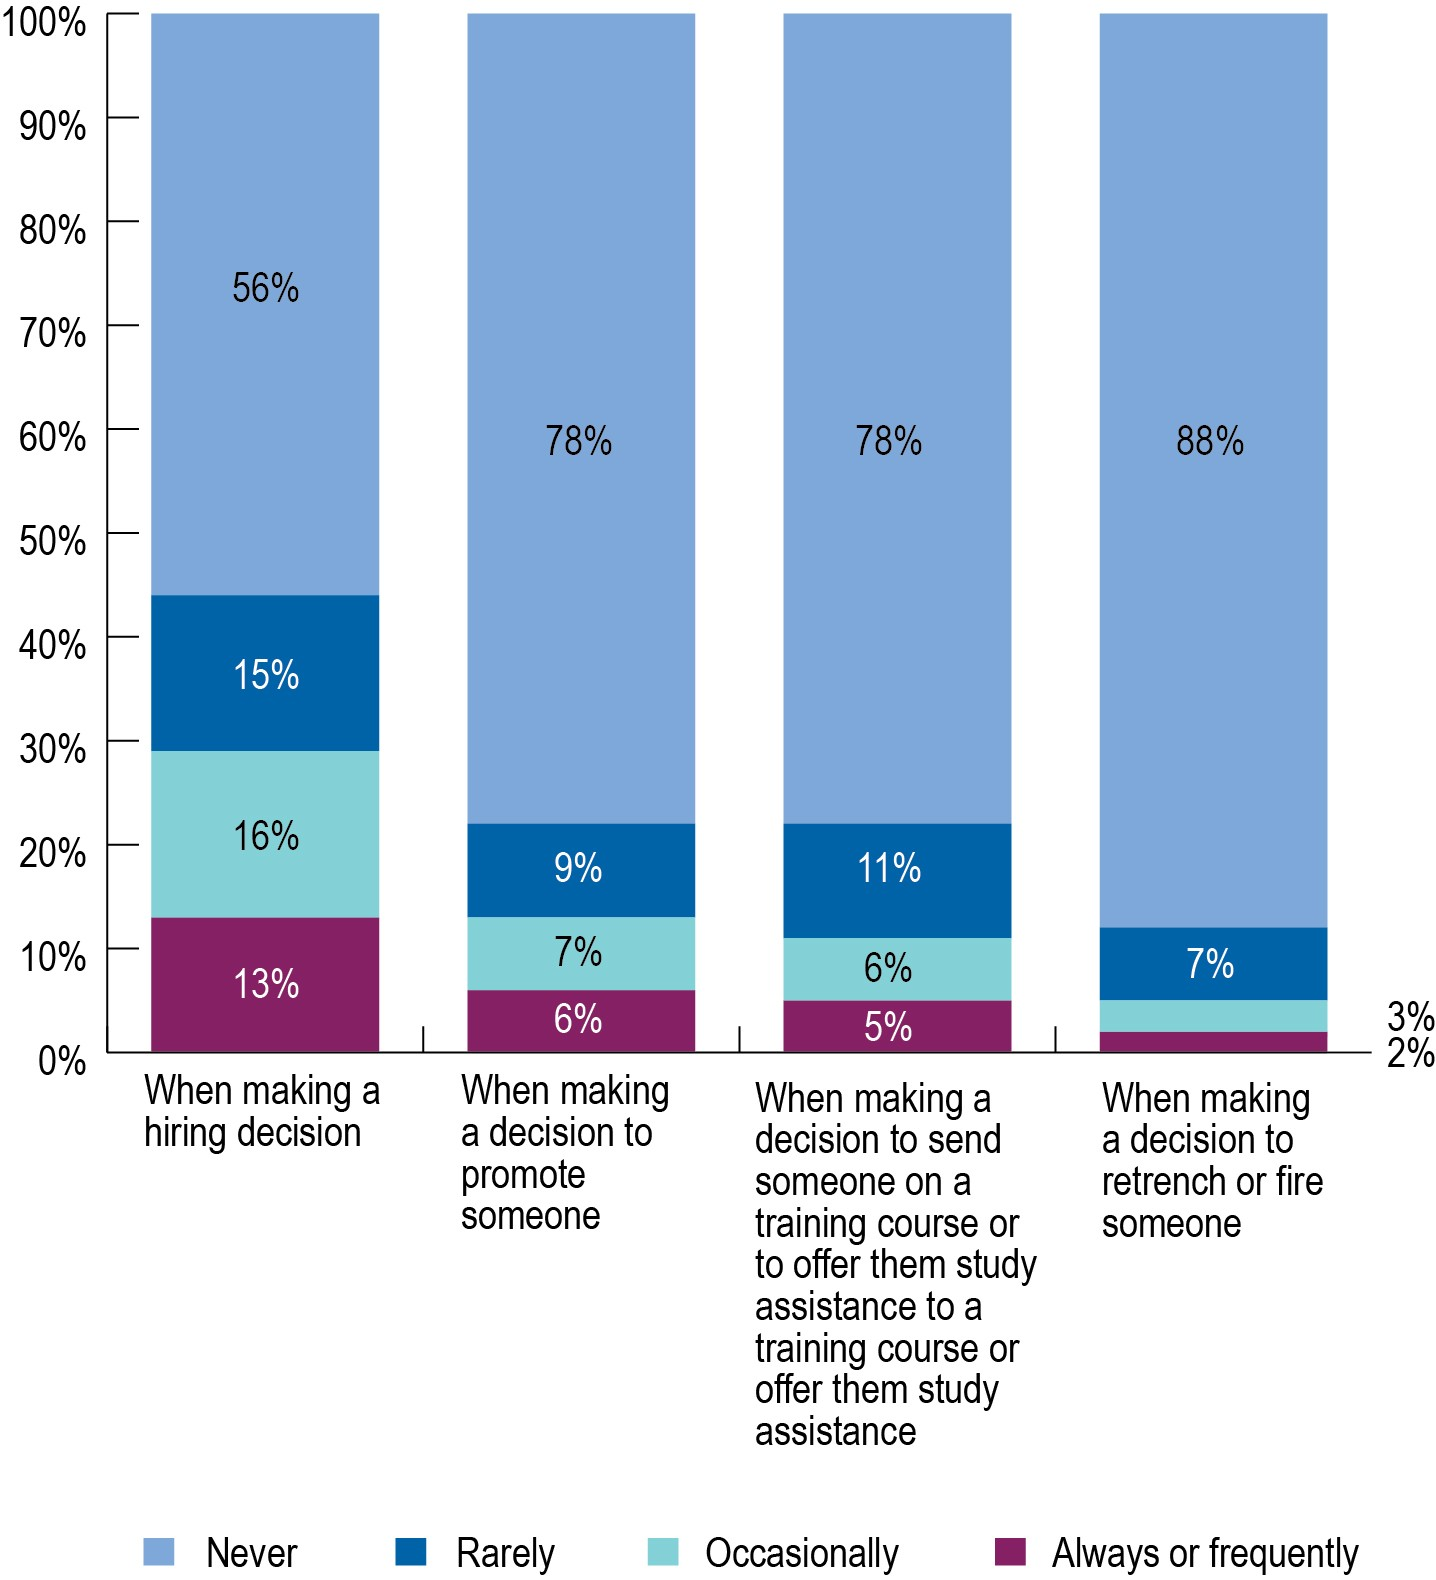 100%
90%
80%
70%
60%
50%
40%
30%
20%
10%
0%
56%
15%
16%
13%
78%
9%
7%
6%
78%
11%
6%
5%
88%
7%
3%
2%
When making a
hiring decision
When making
a decision to
promote
someone
When making a
decision to send
someone on a
training course or
to offer them study
assistance to a
training course or
offer them study
assistance
When making
a decision to
retrench or fire
someone
Never
Rarely
Occasionally
Always or frequently